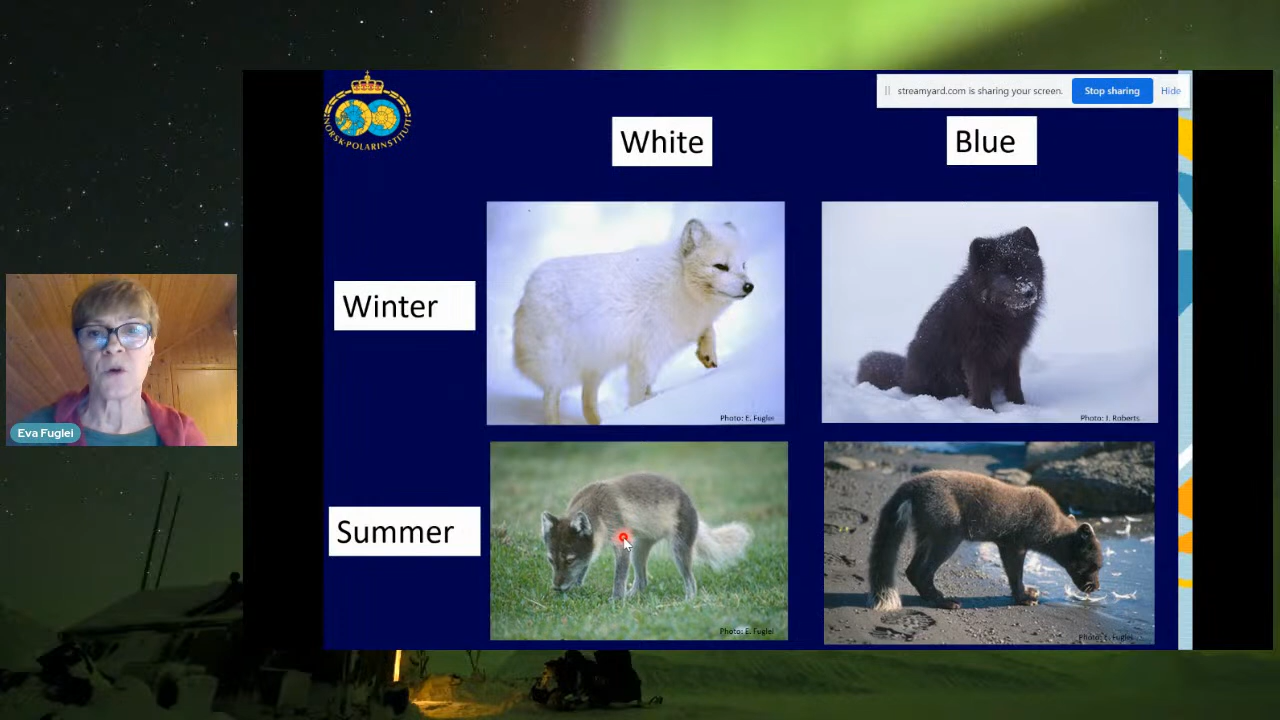 NORSK-POLARINSTITUTT
streamyard.com is sharing your screen.
Stop sharing
Hide
White
Blue
Winter
Photo: E. Fuglei
Photo: J. Roberts
Eva Fuglei
Summer
Photo: E. Fuglei
Photo: E. Fuglei